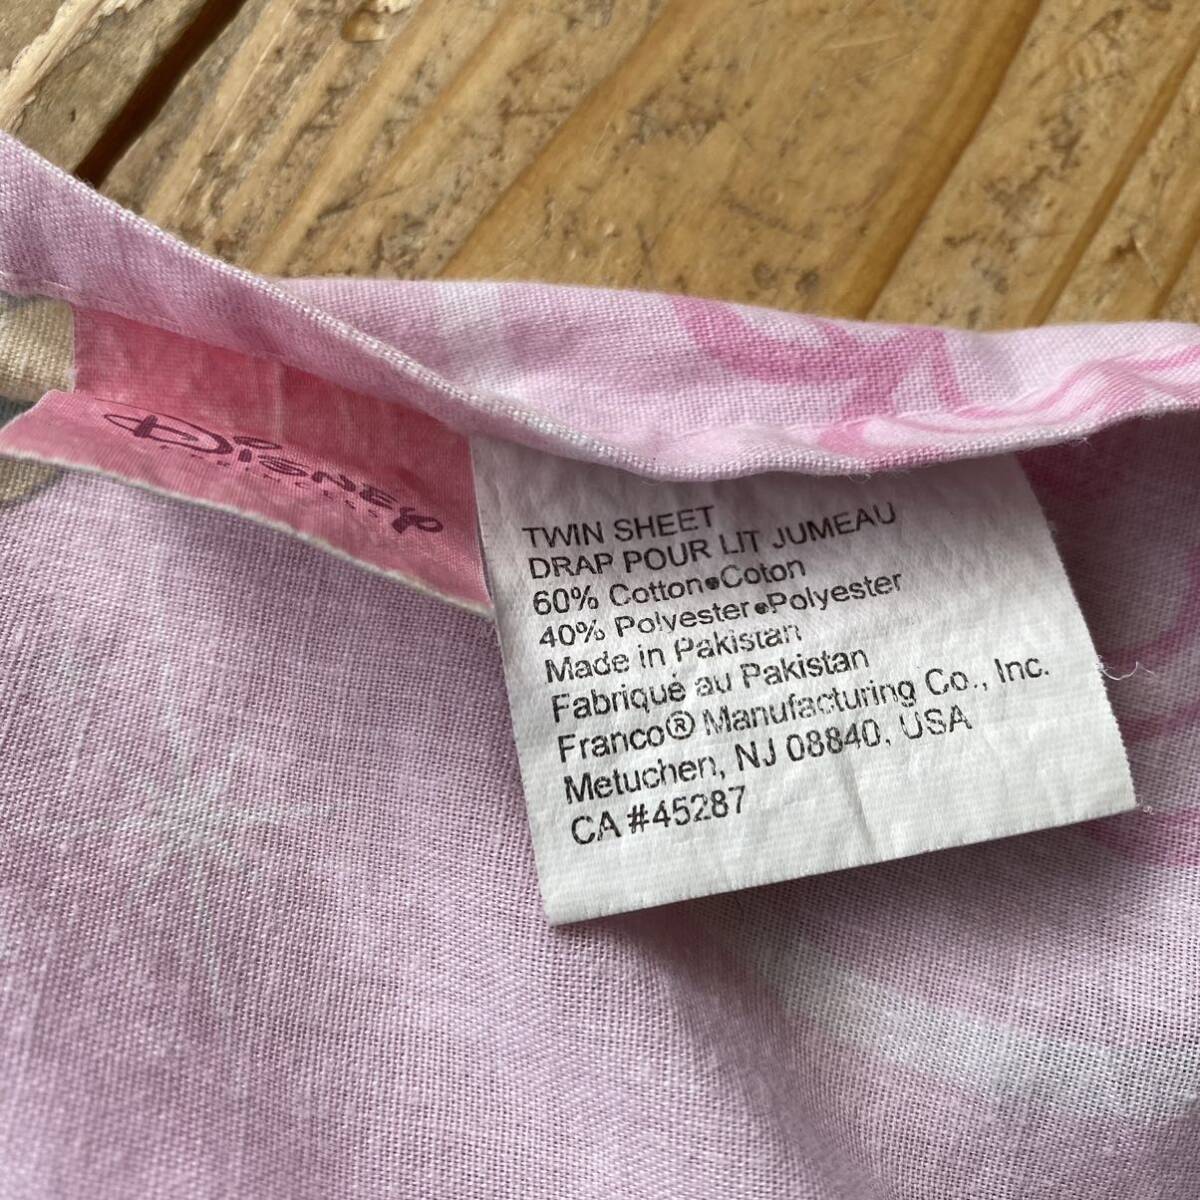 Disney
TWIN SHEET
DRAP POUR LIT JUMEAU
60% Cotton•Coton
40% Polyester•Polyester
Made in Pakistan
Fabriqué au Pakistan
Franco® Manufacturing Co., Inc.
Metuchen, NJ 08840, USA
CA #45287